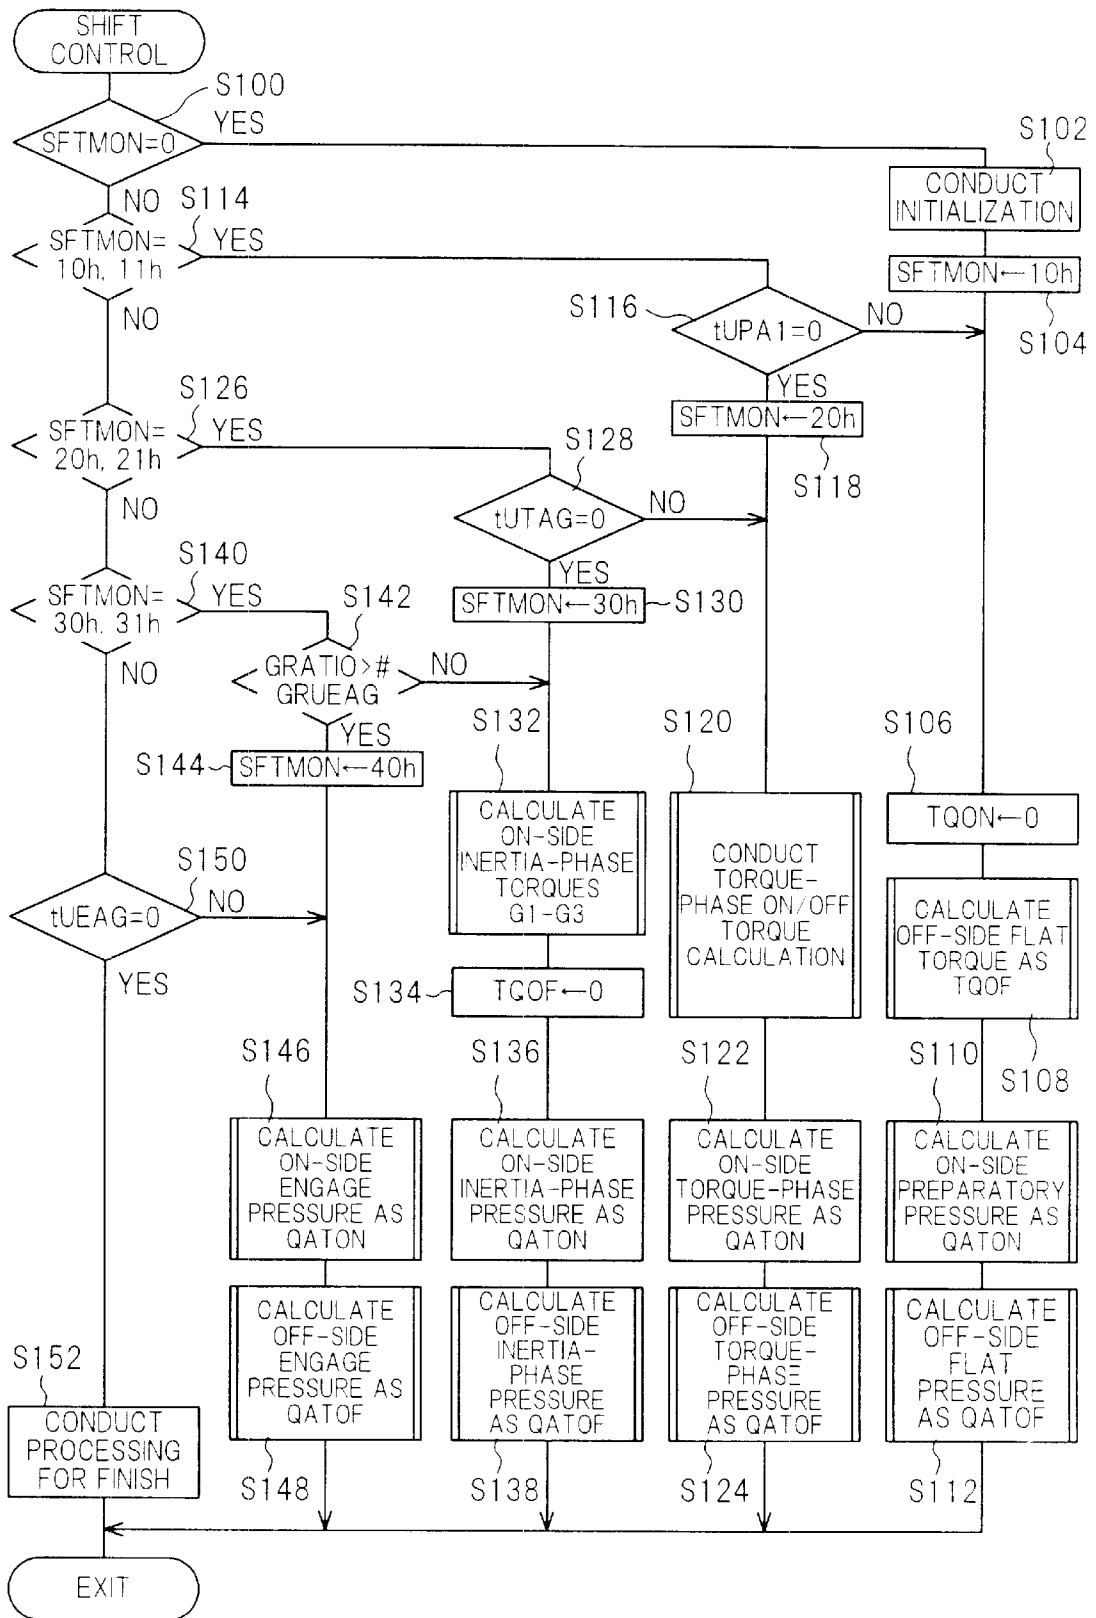 SHIFT
CONTROL
S100
SFTMON=0
YES
S102
CONDUCT
INITIALIZATION
NO
S114
SFTMON=
10h, 11h
YES
SFTMON←10h
S104
NO
S116
tUPA1=0
NO
YES
SFTMON←20h
S118
S126
SFTMON=
20h, 21h
YES
S128
tUTAG=0
NO
NO
YES
SFTMON←30h
S130
S140
SFTMON=
30h, 31h
YES
S142
GRATIO>#
GRUEAG
NO
NO
YES
S144
SFTMON←40h
S132
CALCULATE
ON-SIDE
INERTIA-PHASE
TORQUES
G1-G3
S120
CONDUCT
TORQUE-
PHASE ON/OFF
TORQUE
CALCULATION
S106
TQON←0
S150
tUEAG=0
NO
YES
CALCULATE
OFF-SIDE FLAT
TORQUE AS
TQOF
S108
S134
TQOF←0
S146
CALCULATE
ON-SIDE
ENGAGE
PRESSURE AS
QATON
S136
CALCULATE
ON-SIDE
INERTIA-PHASE
PRESSURE AS
QATON
S122
CALCULATE
ON-SIDE
TORQUE-PHASE
PRESSURE AS
QATON
S110
CALCULATE
ON-SIDE
PREPARATORY
PRESSURE AS
QATON
CALCULATE
OFF-SIDE
ENGAGE
PRESSURE AS
QATOF
S148
CALCULATE
OFF-SIDE
INERTIA-
PHASE
PRESSURE
AS QATOF
S138
CALCULATE
OFF-SIDE
TORQUE-
PHASE
PRESSURE
AS QATOF
S124
CALCULATE
OFF-SIDE
FLAT
PRESSURE
AS QATOF
S112
S152
CONDUCT
PROCESSING
FOR FINISH
EXIT